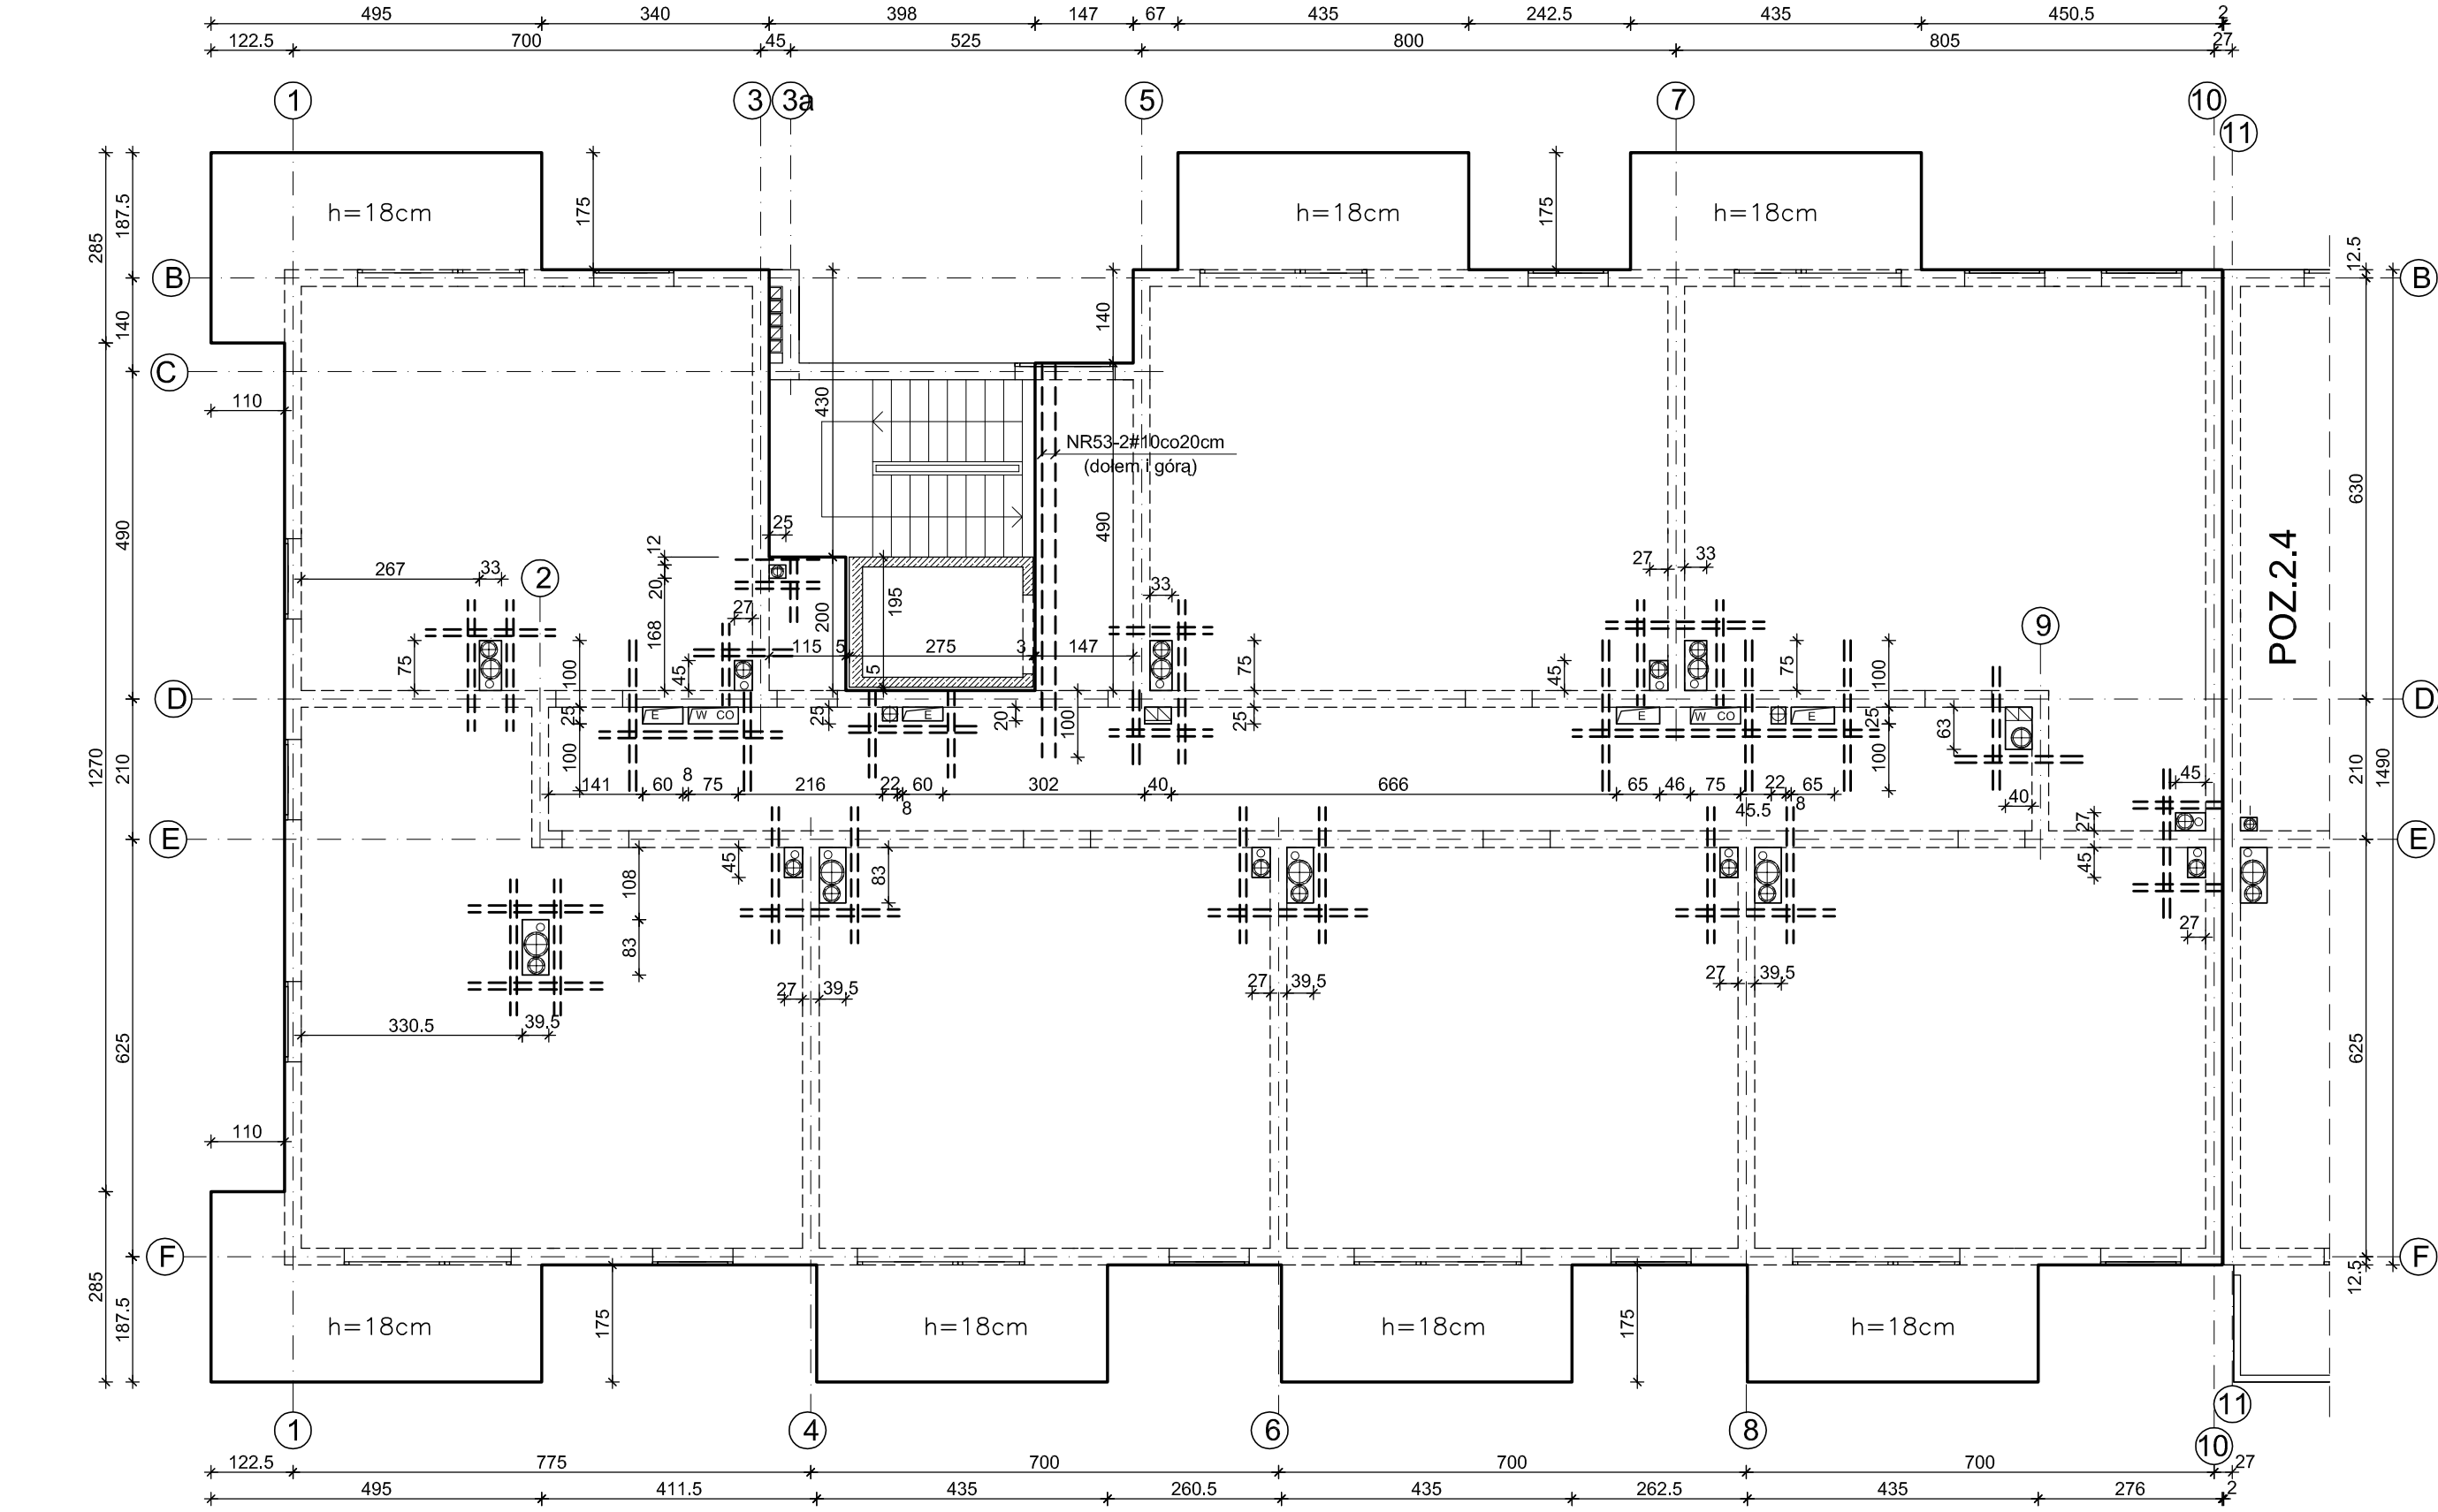 495 340 398 147 67 435 242.5 435 450.5 2
122.5 700 45 525 800 805 27
1 3 3a 5 7 10
11
h=18cm 175 h=18cm 175 h=18cm
285 187.5 12.5
B B
140 140
C
110 430
NR53-2#10co20cm
(dołem i górą)
490 25 490 630
12
267 33 2 20 27 195 33 27 33 POZ.2.4
168 200 9
75 100 45 115 5 275 3 147 75 45 75 100
5
D D
25 E W CO 25 E 20 100 25 E W CO E 25 63
1270 210 100 100 210 1490
141 60 8 75 216 22 60 302 40 666 65 46 75 22 65 45
8 45.5 8 40
27
E E
45 83 45
108
83 27
27 39,5 27 39,5 27 39,5
330.5 39,5
625 625
110
F F
285 187.5 175 175 12.5
h=18cm h=18cm h=18cm h=18cm
11
1 4 6 8 10
122.5 775 700 700 700 27
495 411.5 435 260.5 435 262.5 435 276 2